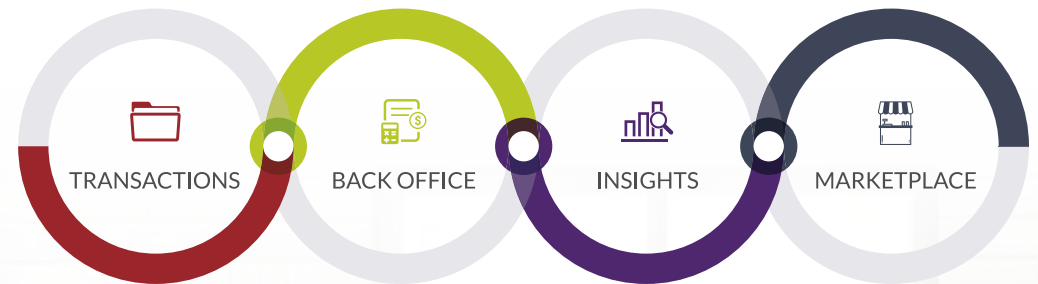 TRANSACTIONS
BACK OFFICE
$
INSIGHTS
MARKETPLACE